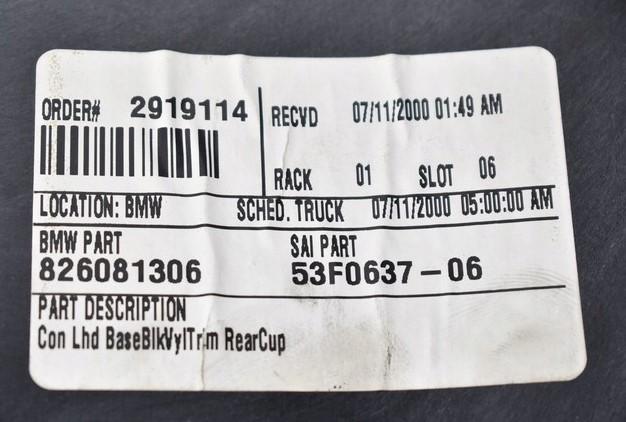 ORDER# 2919114 RECVD 07/11/2000 01:49 AM
RACK 01 SLOT 06
LOCATION: BMW SCHED. TRUCK 07/11/2000 05:00:00 AM
BMW PART SAI PART
826081306 53F0637-06
PART DESCRIPTION
Con Lhd BaseBlkVylTrim RearCup